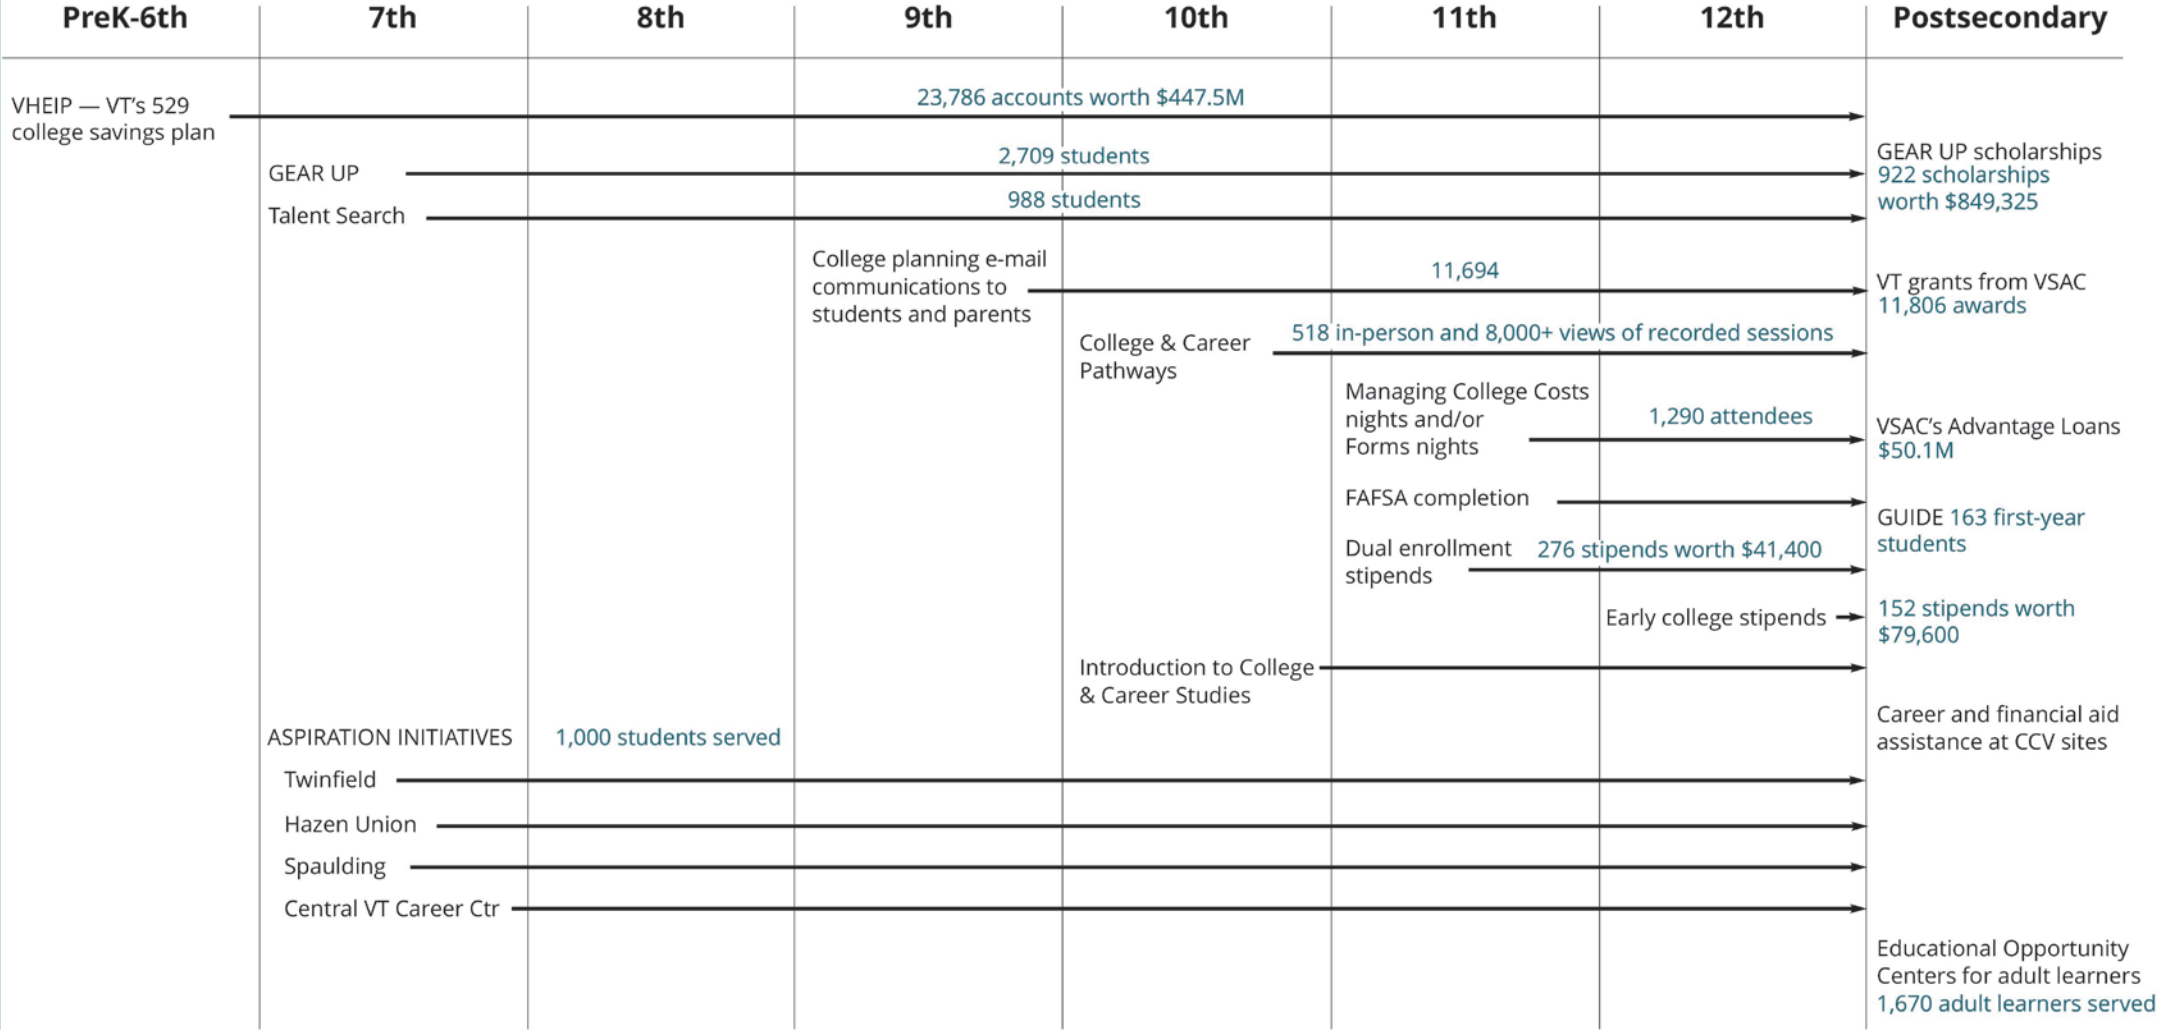 PreK-6th 7th 8th 9th 10th 11th 12th Postsecondary
VHEIP — VT's 529
college savings plan
23,786 accounts worth $447.5M
GEAR UP
2,709 students
GEAR UP scholarships
922 scholarships
worth $849,325
Talent Search
988 students
College planning e-mail
communications to
students and parents
11,694
VT grants from VSAC
11,806 awards
College & Career
Pathways
518 in-person and 8,000+ views of recorded sessions
Managing College Costs
nights and/or
Forms nights
1,290 attendees
VSAC's Advantage Loans
$50.1M
FAFSA completion
GUIDE 163 first-year
students
Dual enrollment
stipends
276 stipends worth $41,400
Early college stipends
152 stipends worth
$79,600
Introduction to College
& Career Studies
Career and financial aid
assistance at CCV sites
ASPIRATION INITIATIVES
1,000 students served
Twinfield
Hazen Union
Spaulding
Central VT Career Ctr
Educational Opportunity
Centers for adult learners
1,670 adult learners served